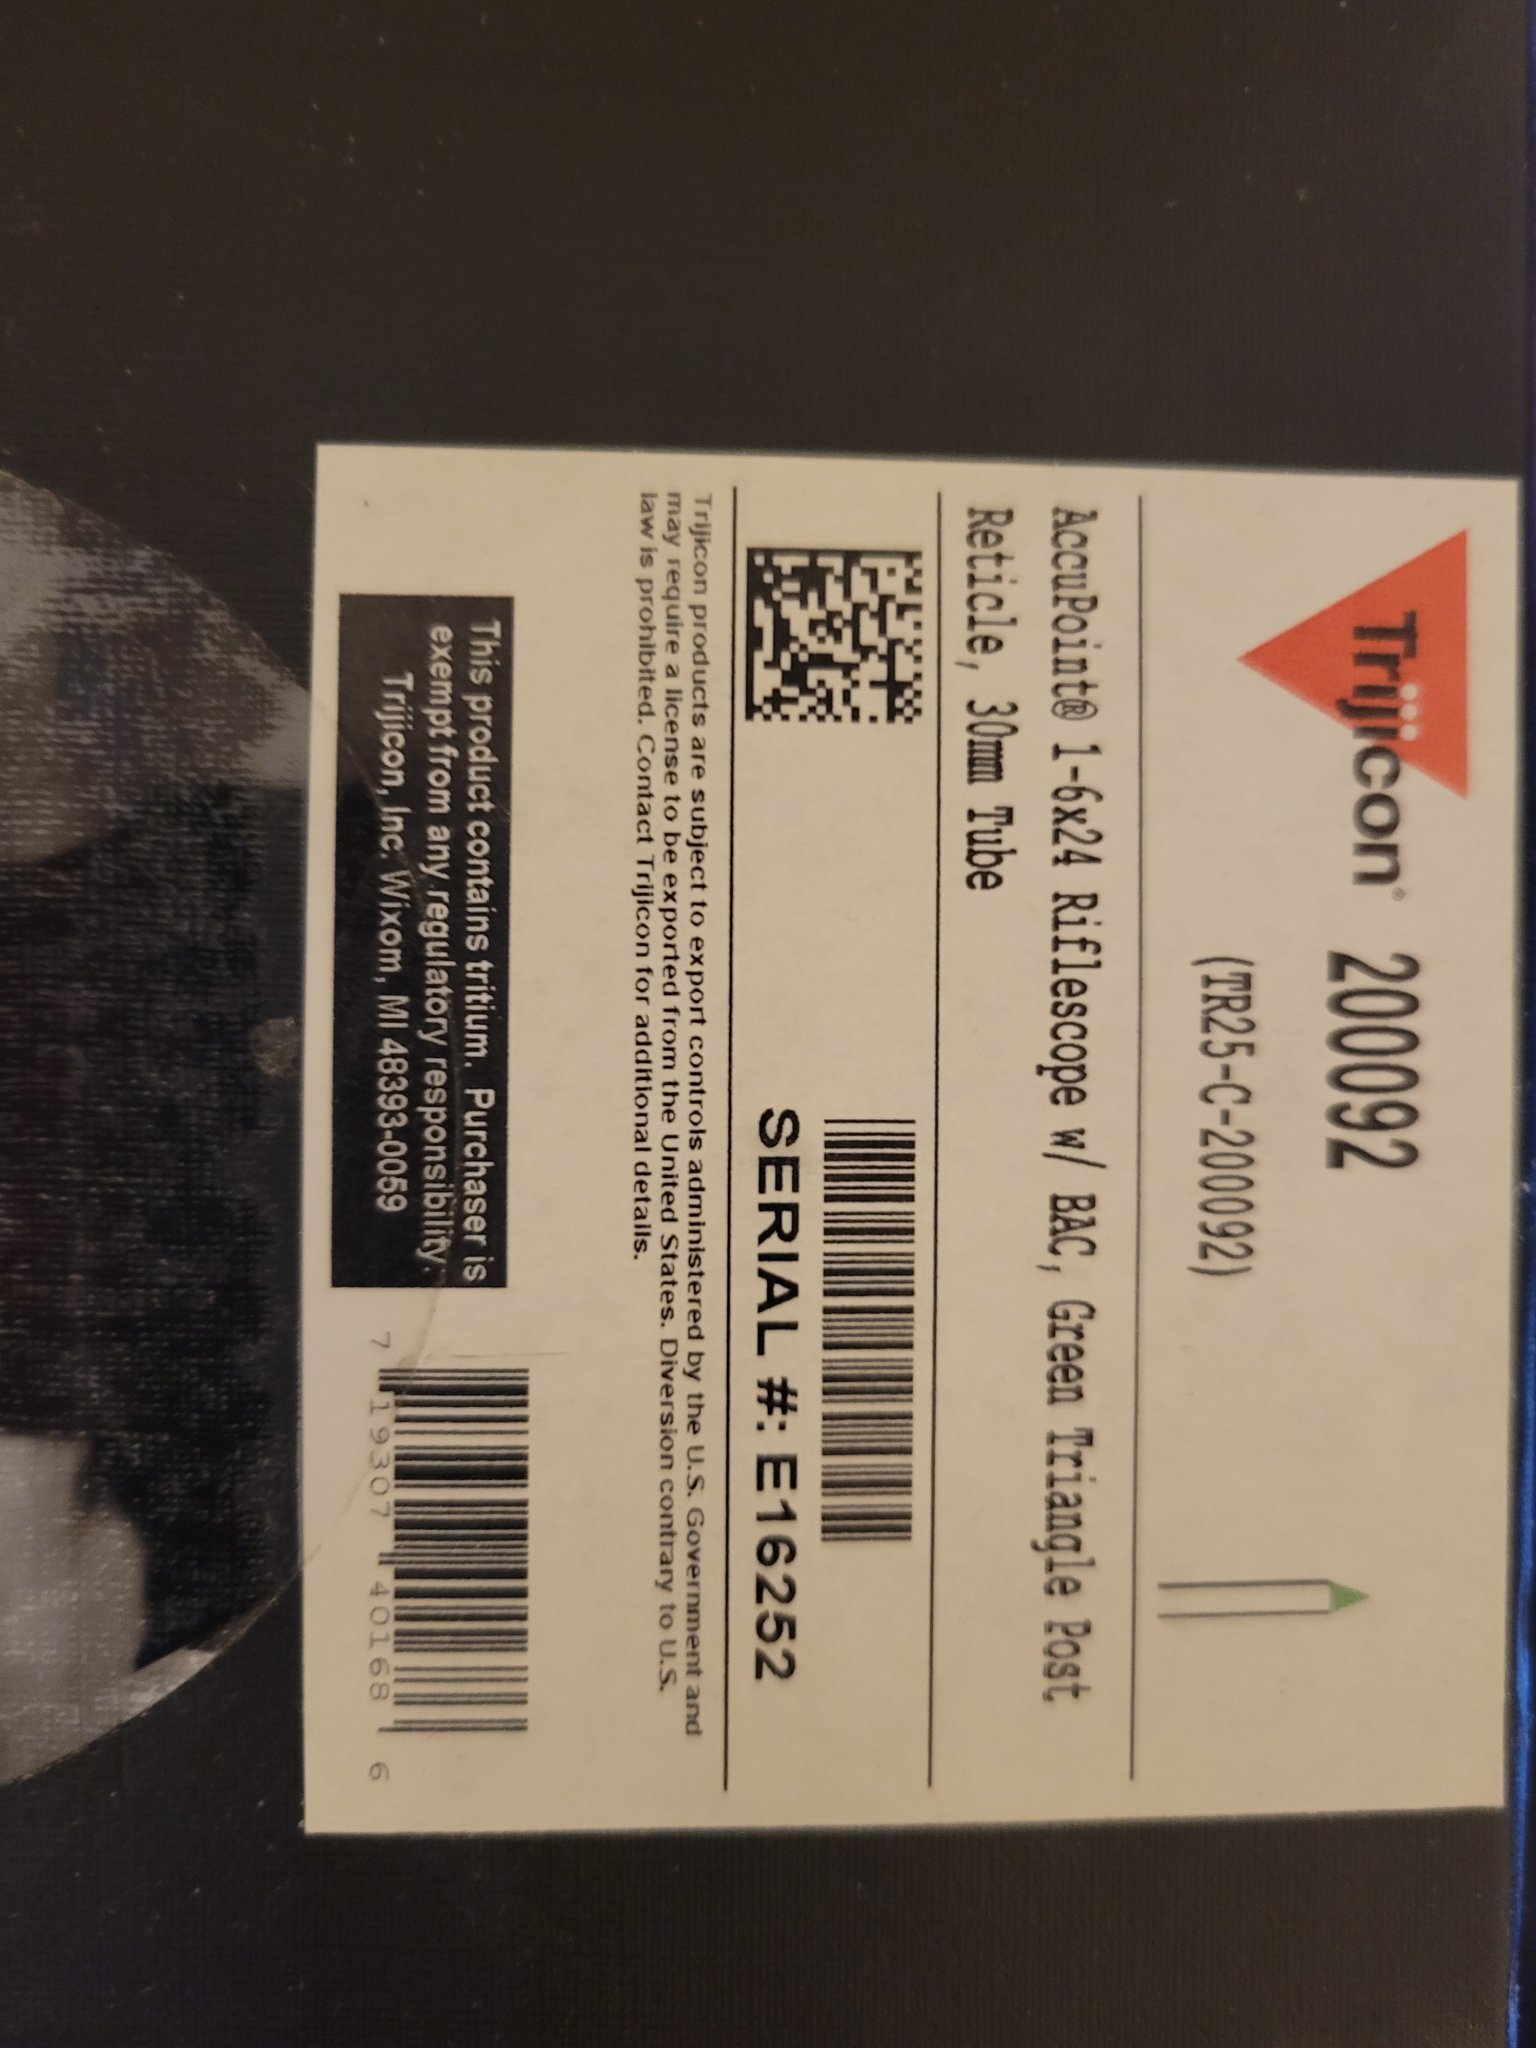 Trijicon® 200092
(TR25-C-200092)
AccuPoint® 1-6x24 Riflescope w/ BAC, Green Triangle Post
Reticle, 30mm Tube
SERIAL #: E16252
Trijicon products are subject to export controls administered by the U.S. Government and
may require a license to be exported from the United States. Diversion contrary to U.S.
law is prohibited. Contact Trijicon for additional details.
This product contains tritium. Purchaser is
exempt from any regulatory responsibility.
Trijicon, Inc. Wixom, MI 48393-0059
7 19307 40168 6